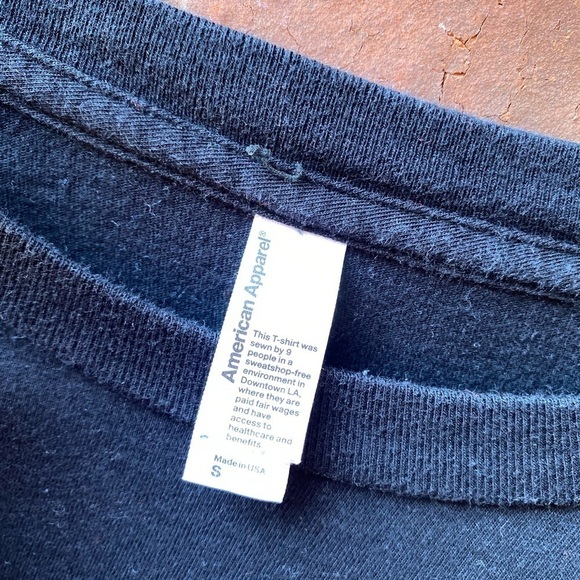 American Apparel®
This T-shirt was
sewn by 9
people in a
sweatshop-free
environment in
Downtown LA,
where they are
paid fair wages
and have
access to
healthcare and
benefits.
Made in USA
S